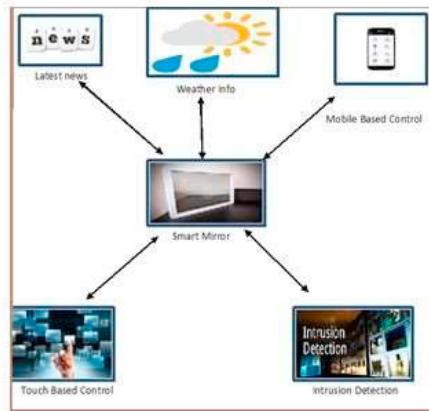 news
Latest news
Weather Info
Mobile Based Control
Smart Mirror
Touch Based Control
Intrusion
Detection
Intrusion Detection